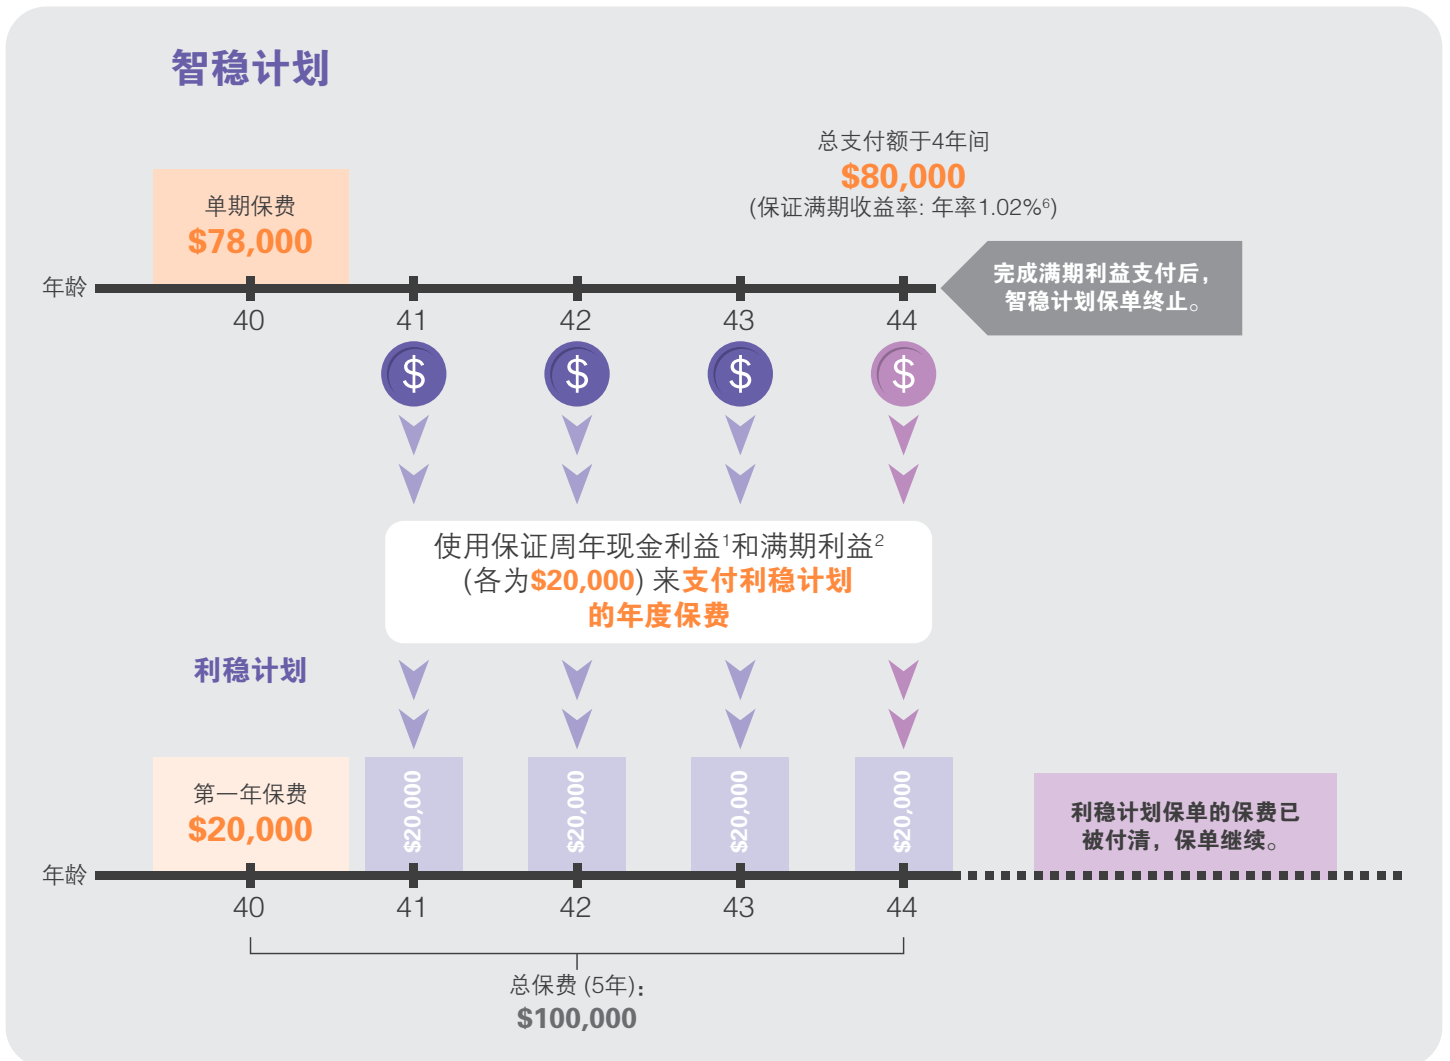 智稳计划
总支付额于4年间
$80,000
(保证满期收益率: 年率1.02%⁶)
单期保费
$78,000
完成满期利益支付后，
智稳计划保单终止。
年龄
40 41 42 43 44
$ $ $ $
使用保证周年现金利益¹和满期利益²
(各为$20,000) 来支付利稳计划
的年度保费
利稳计划
第一年保费
$20,000
$20,000 $20,000 $20,000 $20,000
利稳计划保单的保费已
被付清，保单继续。
年龄
40 41 42 43 44
总保费 (5年)：
$100,000